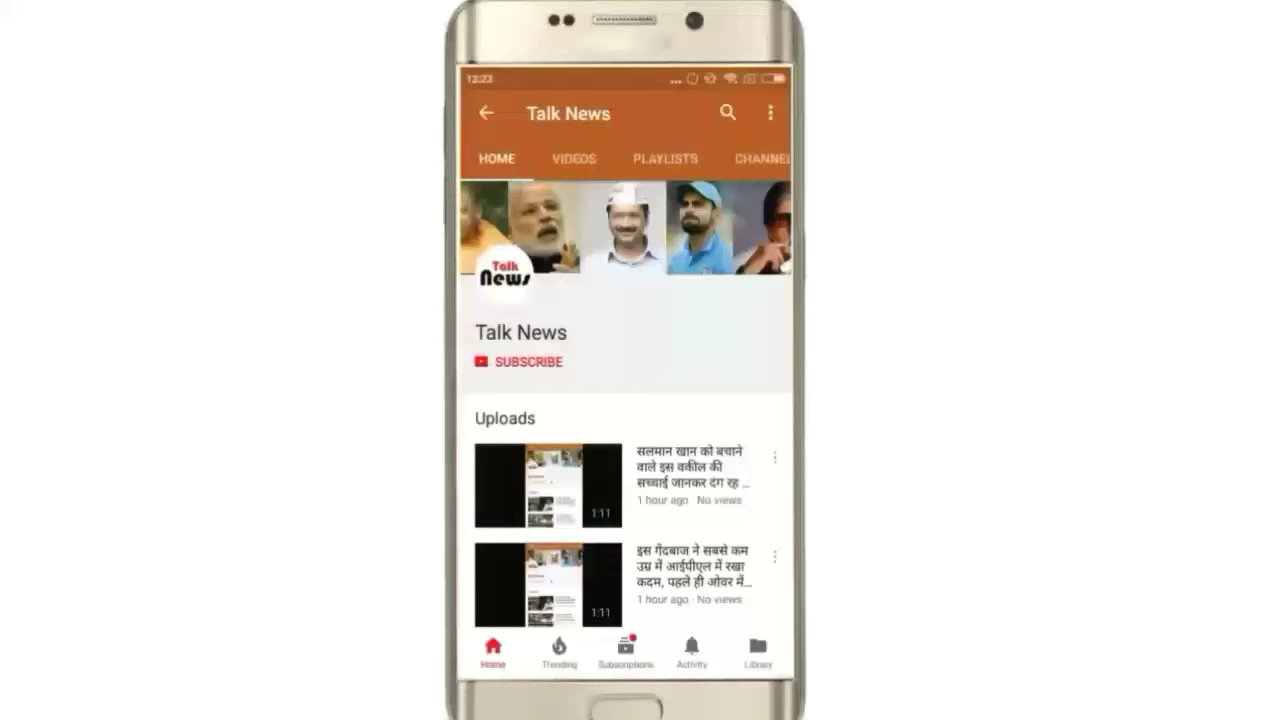 13:23
Talk News
HOME VIDEOS PLAYLISTS CHANNEL
Talk
News
Talk News
SUBSCRIBE
Uploads
सलमान खान को बचाने
वाले इस वकील की
सच्चाई जानकर दंग रह ...
1 hour ago · No views
1:11
इस गेंदबाज ने सबसे कम
उम्र में आईपीएल में रखा
कदम, पहले ही ओवर में...
1 hour ago · No views
1:11
Home Trending Subscriptions Activity Library